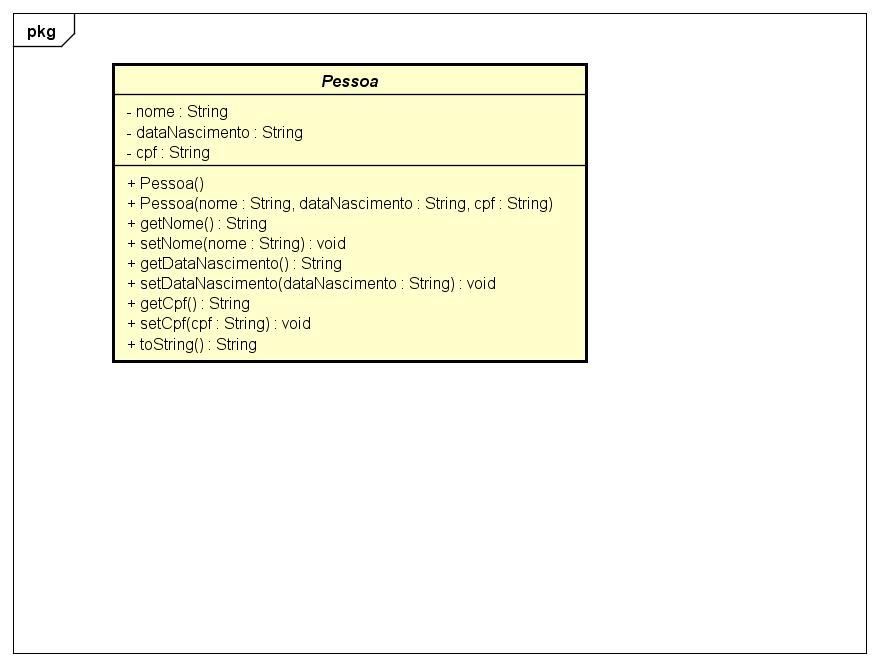 pkg
Pessoa
- nome : String
- dataNascimento : String
- cpf : String
+ Pessoa()
+ Pessoa(nome : String, dataNascimento : String, cpf : String)
+ getNome() : String
+ setNome(nome : String) : void
+ getDataNascimento() : String
+ setDataNascimento(dataNascimento : String) : void
+ getCpf() : String
+ setCpf(cpf : String) : void
+ toString() : String